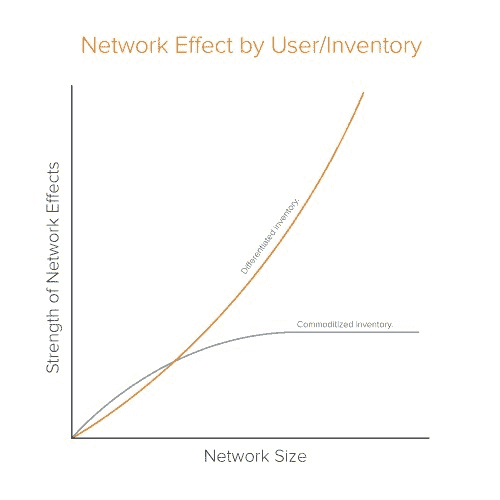 Network Effect by User/Inventory
Strength of Network Effects
Differentiated inventory.
Commoditized inventory.
Network Size